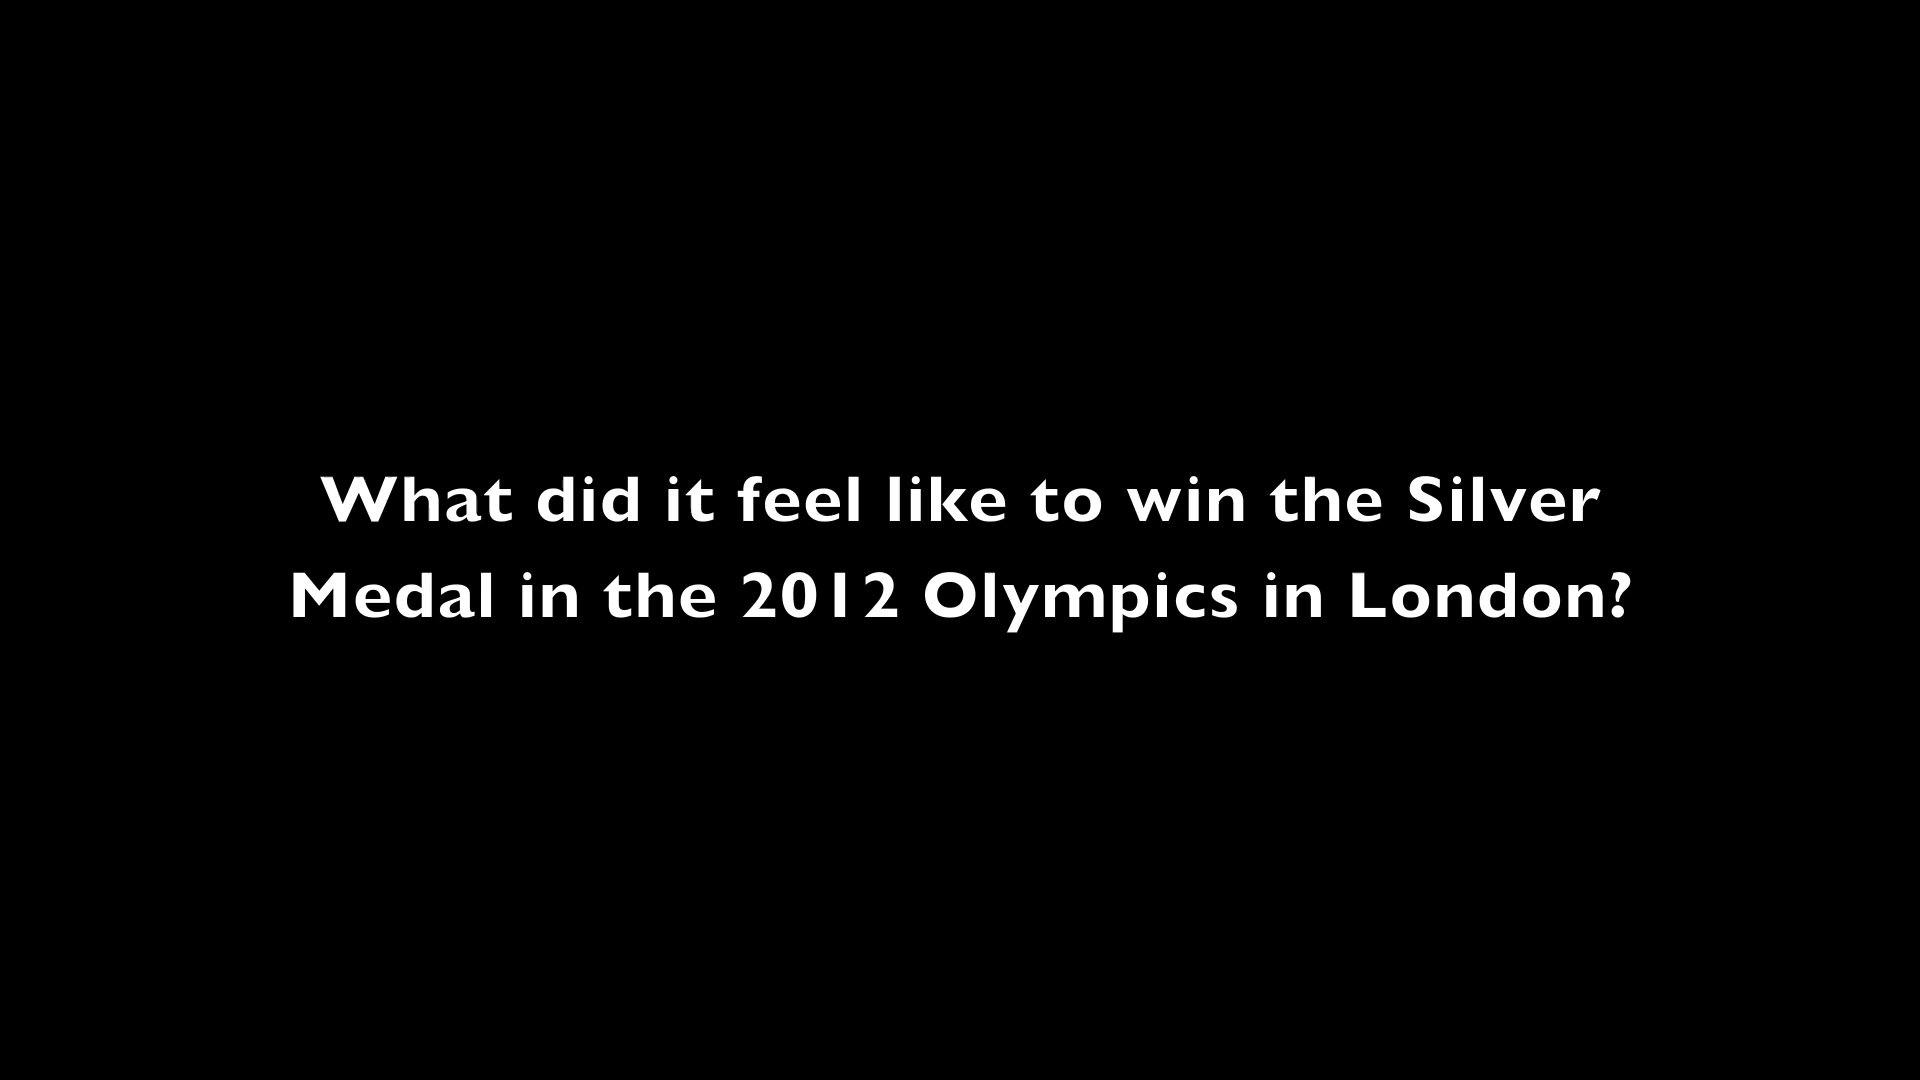 What did it feel like to win the Silver
Medal in the 2012 Olympics in London?